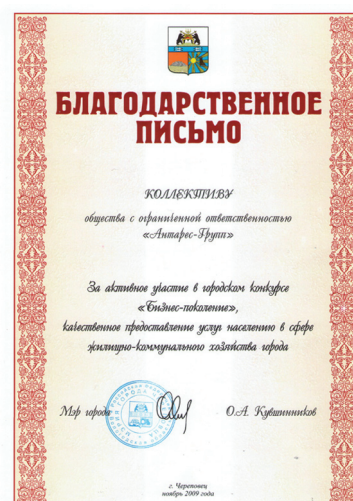 БЛАГОДАРСТВЕННОЕ
ПИСЬМО
КОЛЛЕКТИВУ
общества с ограниченной ответственностью
«Антарес-Групп»
За активное участие в городском конкурсе
«Бизнес-поколение»,
качественное предоставление услуг населению в сфере
жилищно-коммунального хозяйства города
Мэр города О.А. Кувшинников
г. Череповец
ноябрь 2009 года